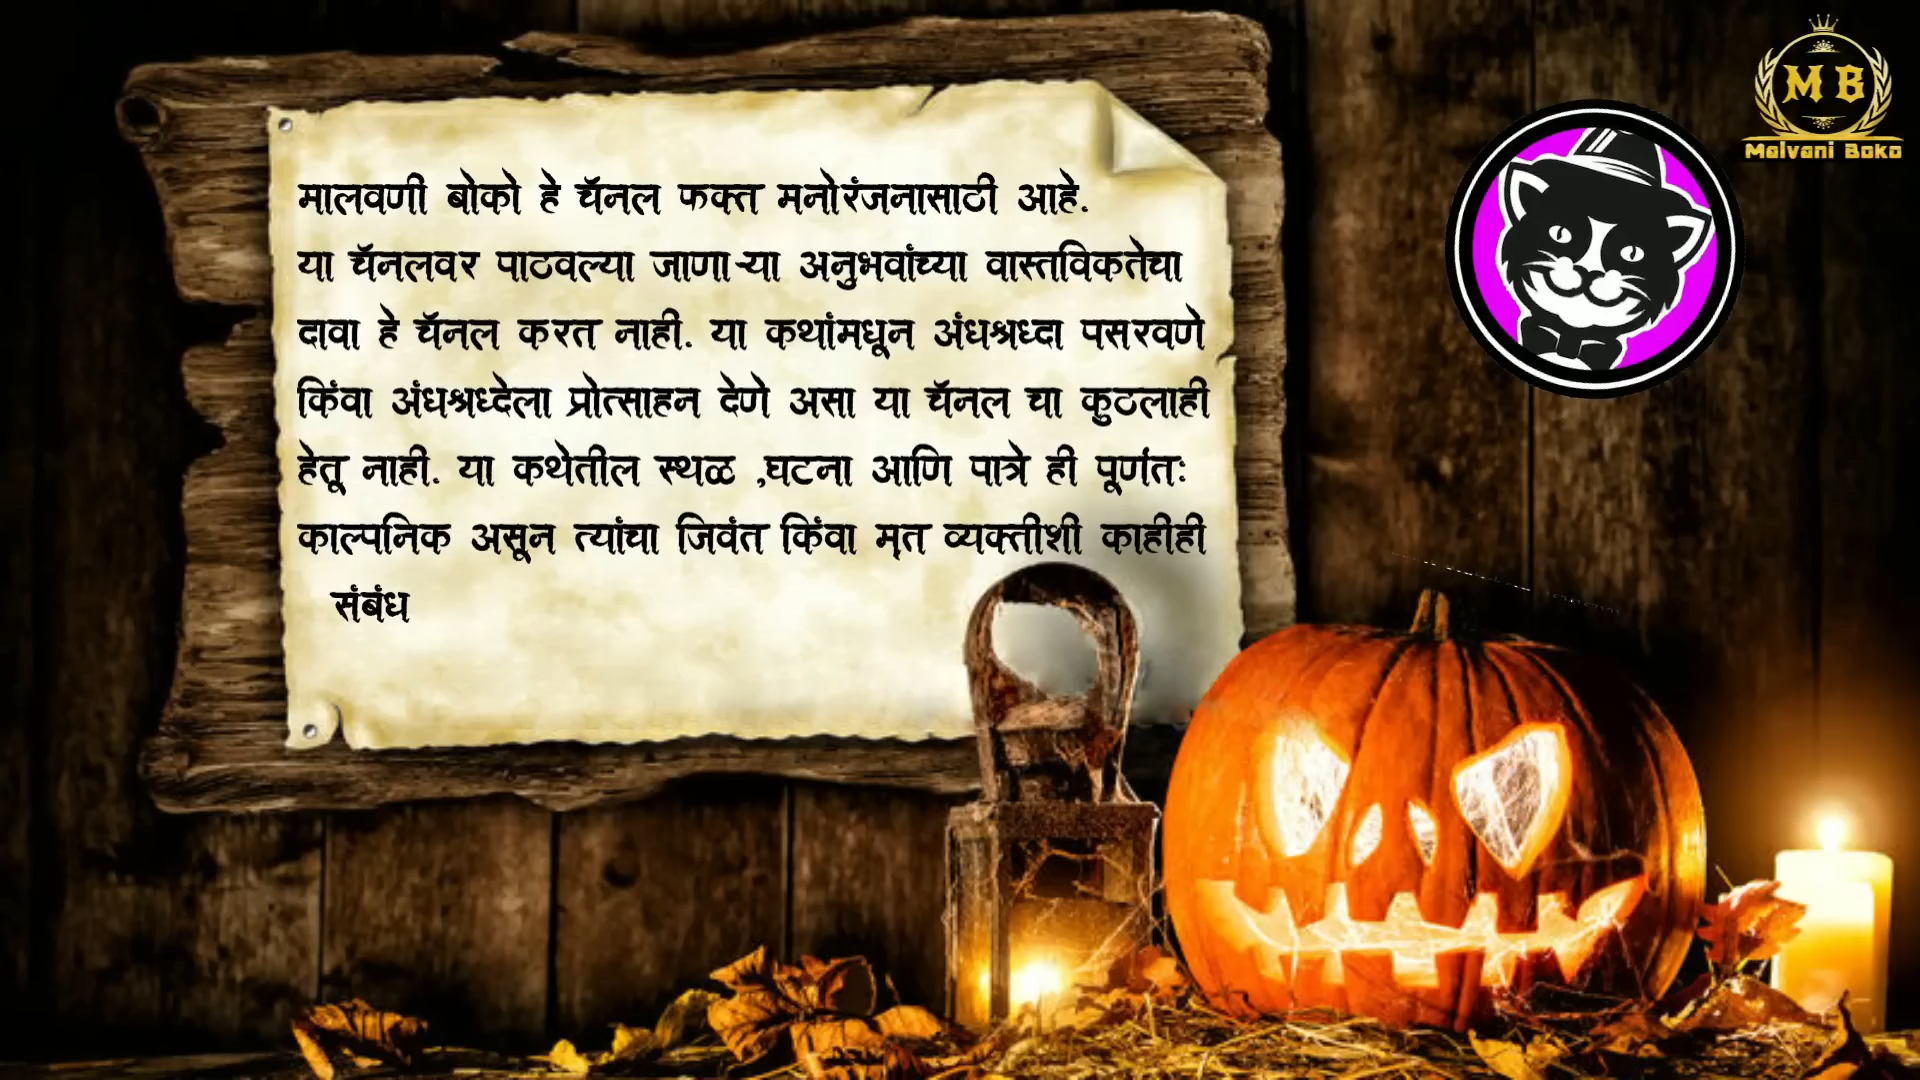 M B
Malvani Boko
मालवणी बोको हे चॅनल फक्त मनोरंजनासाठी आहे.
या चॅनलवर पाठवल्या जाणाऱ्या अनुभवांच्या वास्तविकतेचा
दावा हे चॅनल करत नाही. या कथांमधून अंधश्रध्दा पसरवणे
किंवा अंधश्रध्देला प्रोत्साहन देणे असा या चॅनल चा कुठलाही
हेतू नाही. या कथेतील स्थळ ,घटना आणि पात्रे ही पूर्णतः
काल्पनिक असून त्यांचा जिवंत किंवा मृत व्यक्तीशी काहीही
संबंध